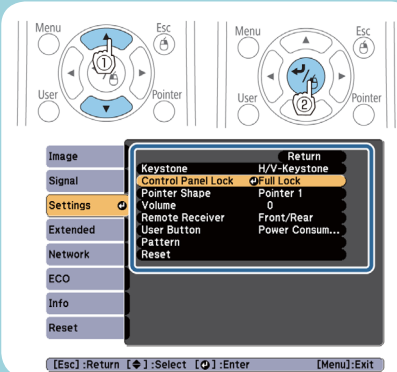 Menu
Esc
①
User
Pointer
Menu
Esc
②
User
Pointer
Return
Image
Keystone H/V-Keystone
Signal
Control Panel Lock Full Lock
Pointer Shape Pointer 1
Settings
Volume 0
Remote Receiver Front/Rear
Extended
User Button Power Consum...
Pattern
Network
Reset
ECO
Info
Reset
[Esc] :Return [◆] :Select [⏎] :Enter [Menu] :Exit